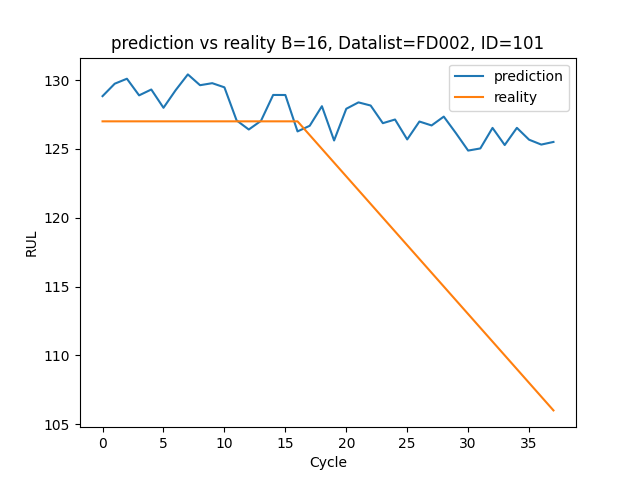 prediction vs reality B=16, Datalist=FD002, ID=101
prediction
reality
130
125
120
115
110
105
RUL
0 5 10 15 20 25 30 35
Cycle